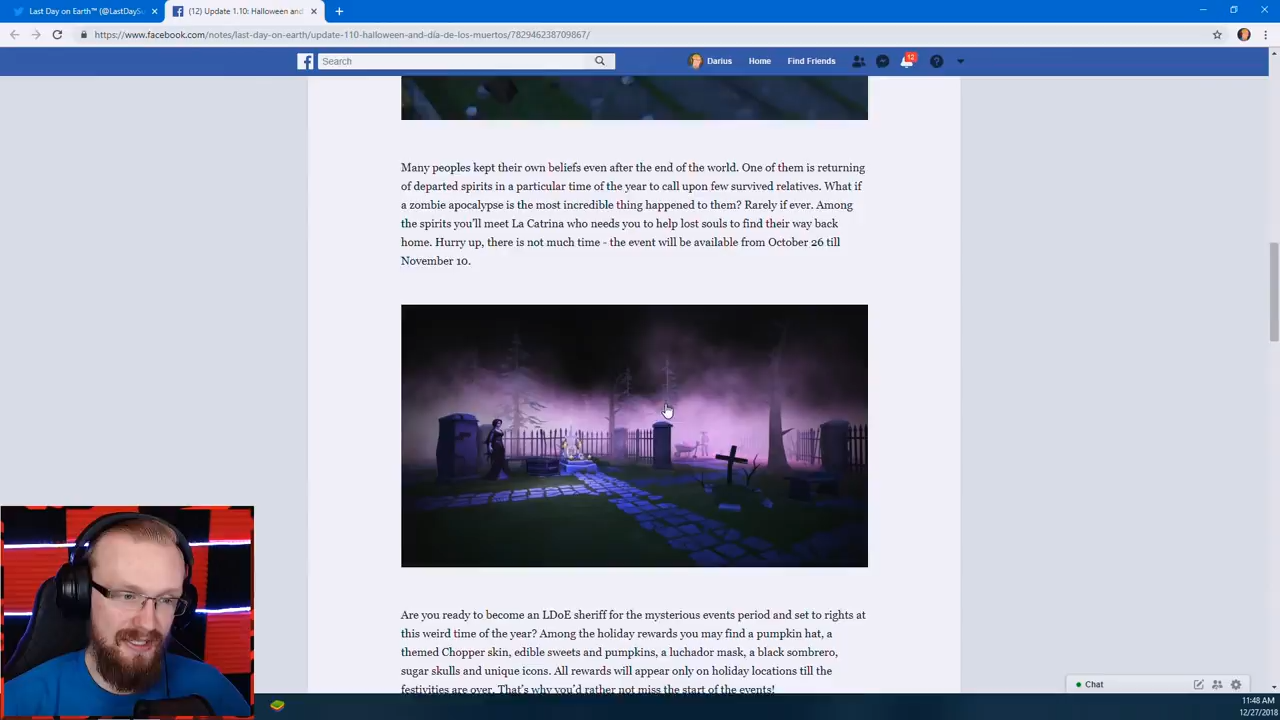 Last Day on Earth™ (@LastDaySu
(12) Update 1.10: Halloween and
https://www.facebook.com/notes/last-day-on-earth/update-110-halloween-and-día-de-los-muertos/782946238709867/
Search
Darius
Home
Find Friends
12
Many peoples kept their own beliefs even after the end of the world. One of them is returning
of departed spirits in a particular time of the year to call upon few survived relatives. What if
a zombie apocalypse is the most incredible thing happened to them? Rarely if ever. Among
the spirits you'll meet La Catrina who needs you to help lost souls to find their way back
home. Hurry up, there is not much time - the event will be available from October 26 till
November 10.
Are you ready to become an LDoE sheriff for the mysterious events period and set to rights at
this weird time of the year? Among the holiday rewards you may find a pumpkin hat, a
themed Chopper skin, edible sweets and pumpkins, a luchador mask, a black sombrero,
sugar skulls and unique icons. All rewards will appear only on holiday locations till the
festivities are over. That's why you'd rather not miss the start of the events!
Chat
11:48 AM
12/27/2018